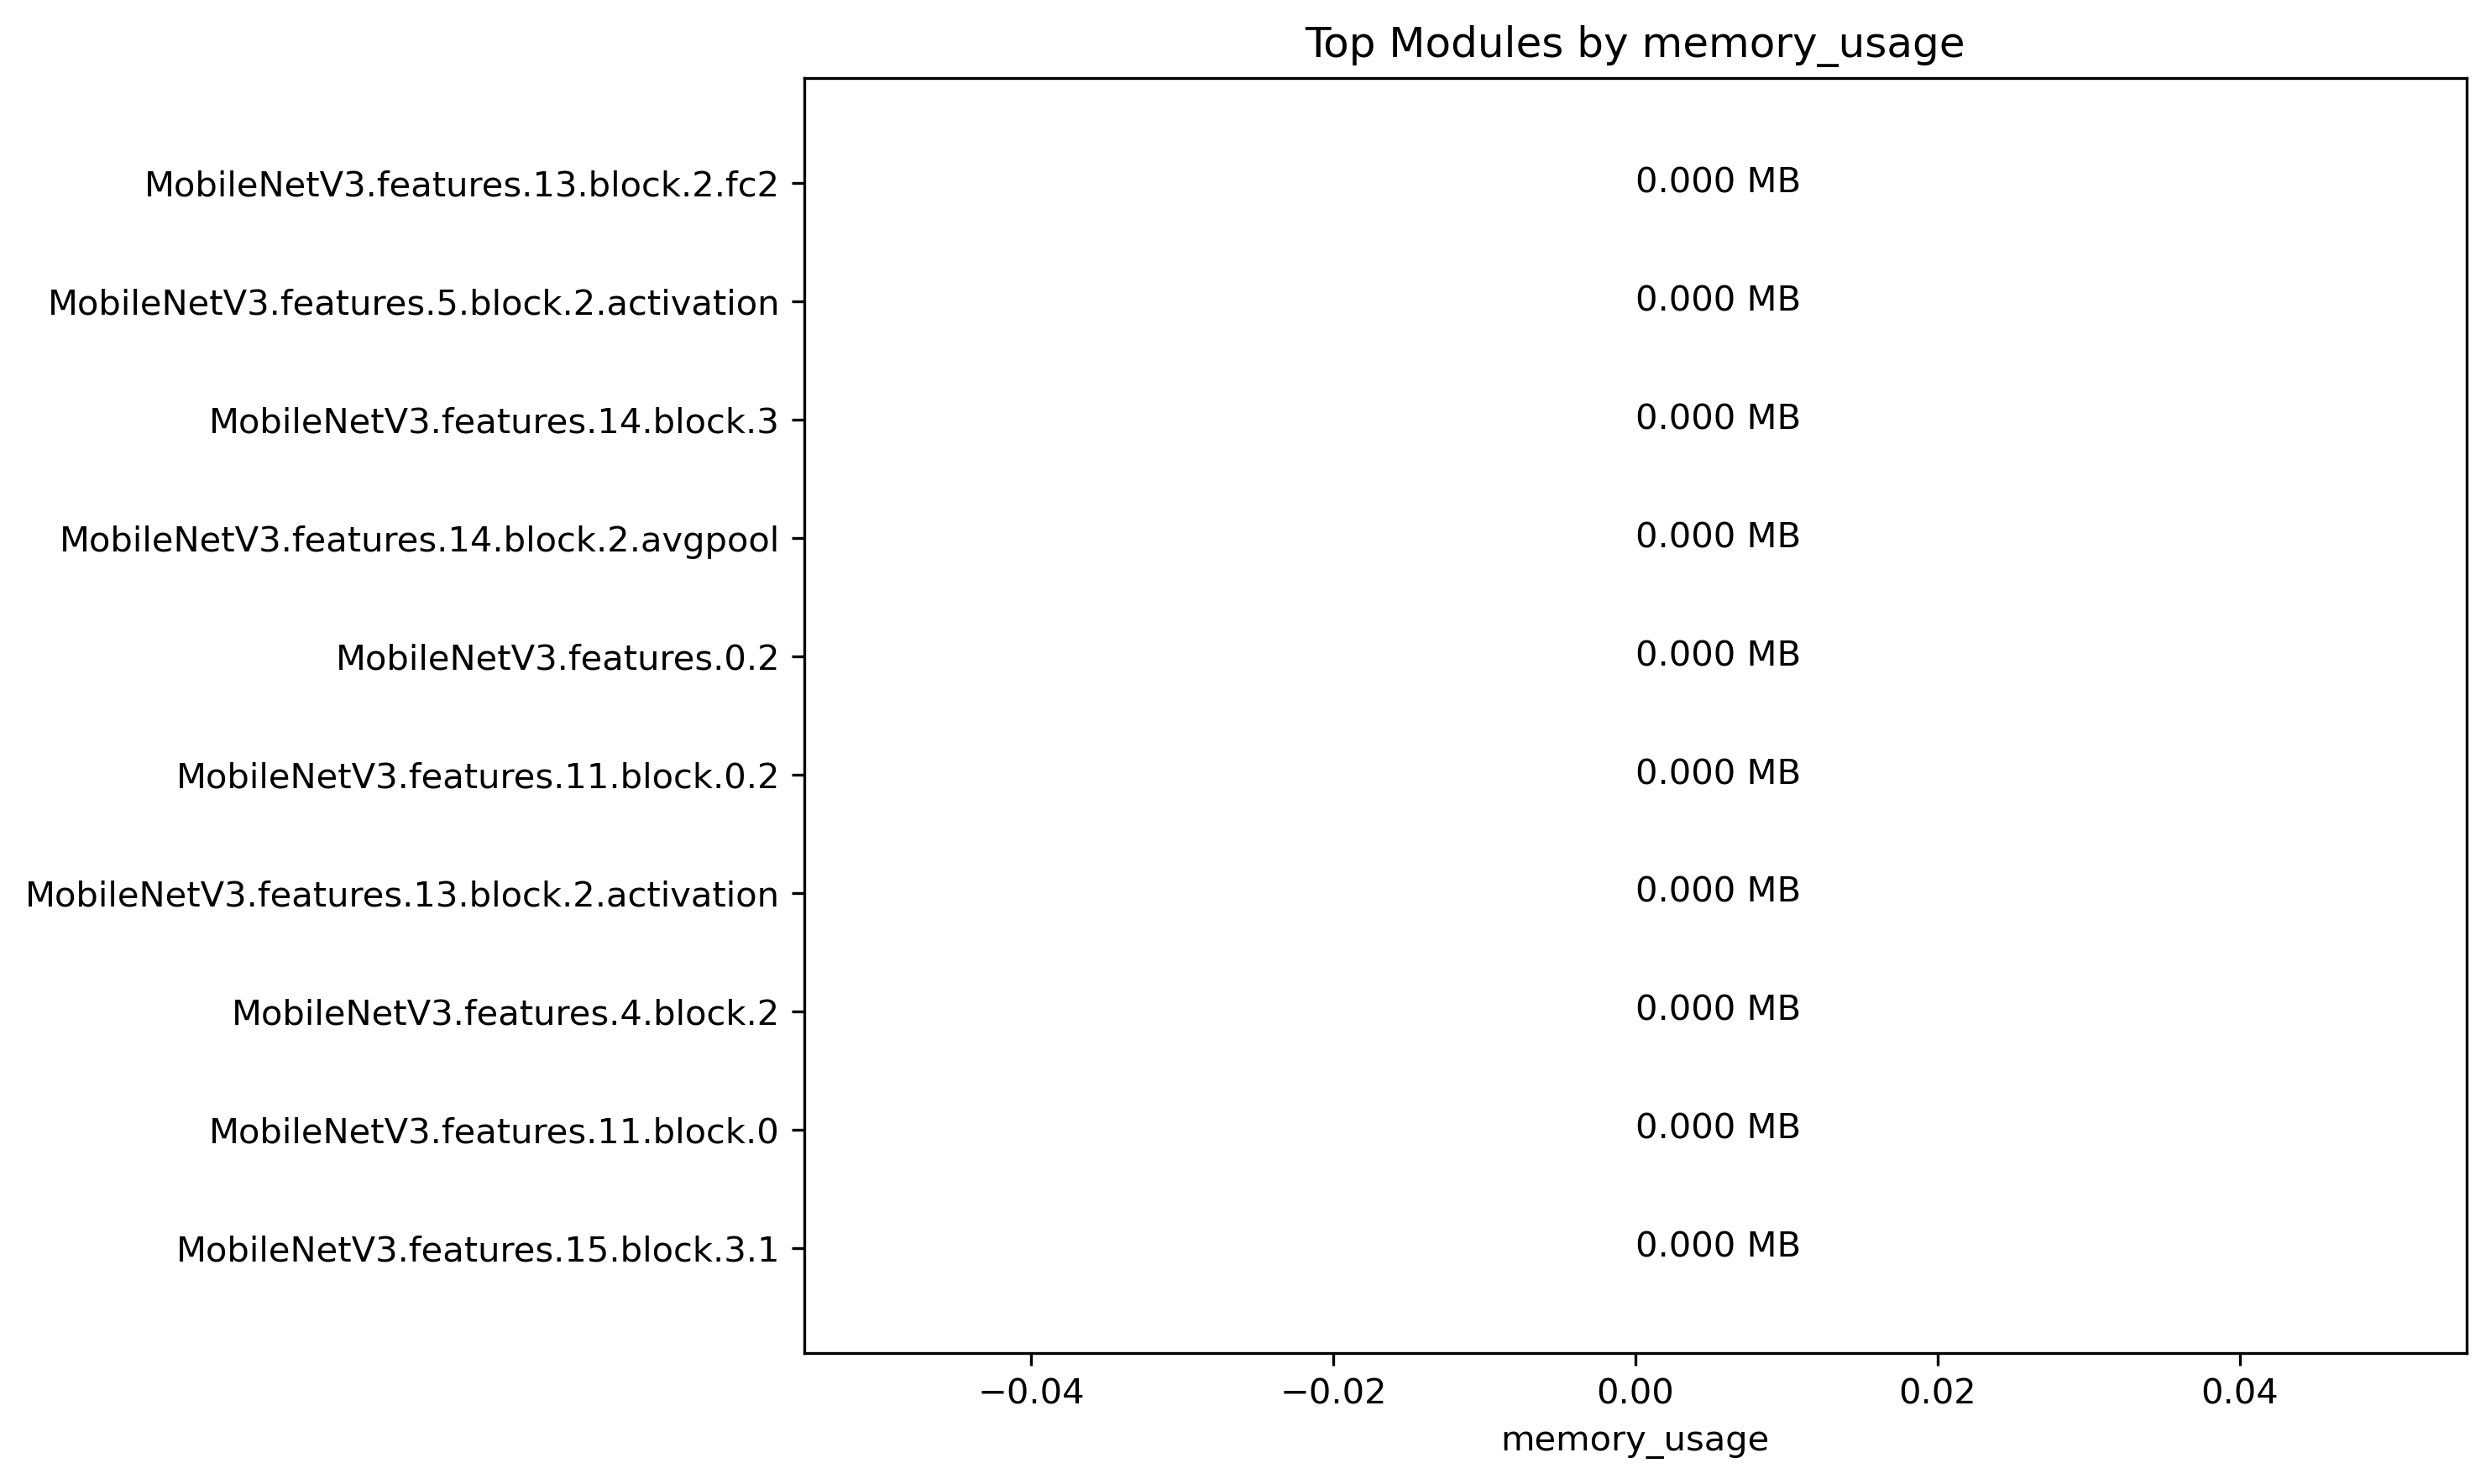 Top Modules by memory_usage
MobileNetV3.features.13.block.2.fc2 0.000 MB
MobileNetV3.features.5.block.2.activation 0.000 MB
MobileNetV3.features.14.block.3 0.000 MB
MobileNetV3.features.14.block.2.avgpool 0.000 MB
MobileNetV3.features.0.2 0.000 MB
MobileNetV3.features.11.block.0.2 0.000 MB
MobileNetV3.features.13.block.2.activation 0.000 MB
MobileNetV3.features.4.block.2 0.000 MB
MobileNetV3.features.11.block.0 0.000 MB
MobileNetV3.features.15.block.3.1 0.000 MB
−0.04 −0.02 0.00 0.02 0.04
memory_usage